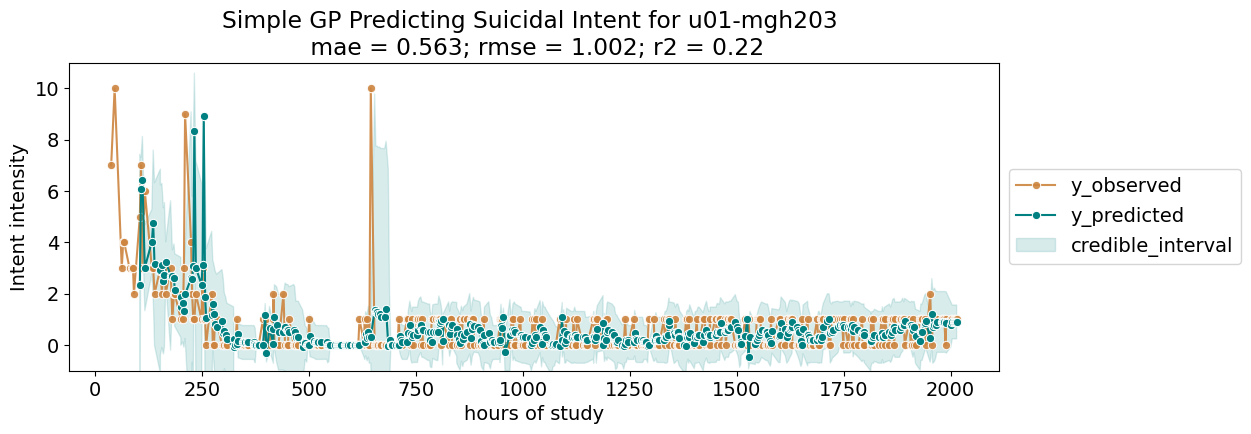 Simple GP Predicting Suicidal Intent for u01-mgh203
mae = 0.563; rmse = 1.002; r2 = 0.22
Intent intensity
10
8
6
4
2
0
0 250 500 750 1000 1250 1500 1750 2000
hours of study
y_observed
y_predicted
credible_interval